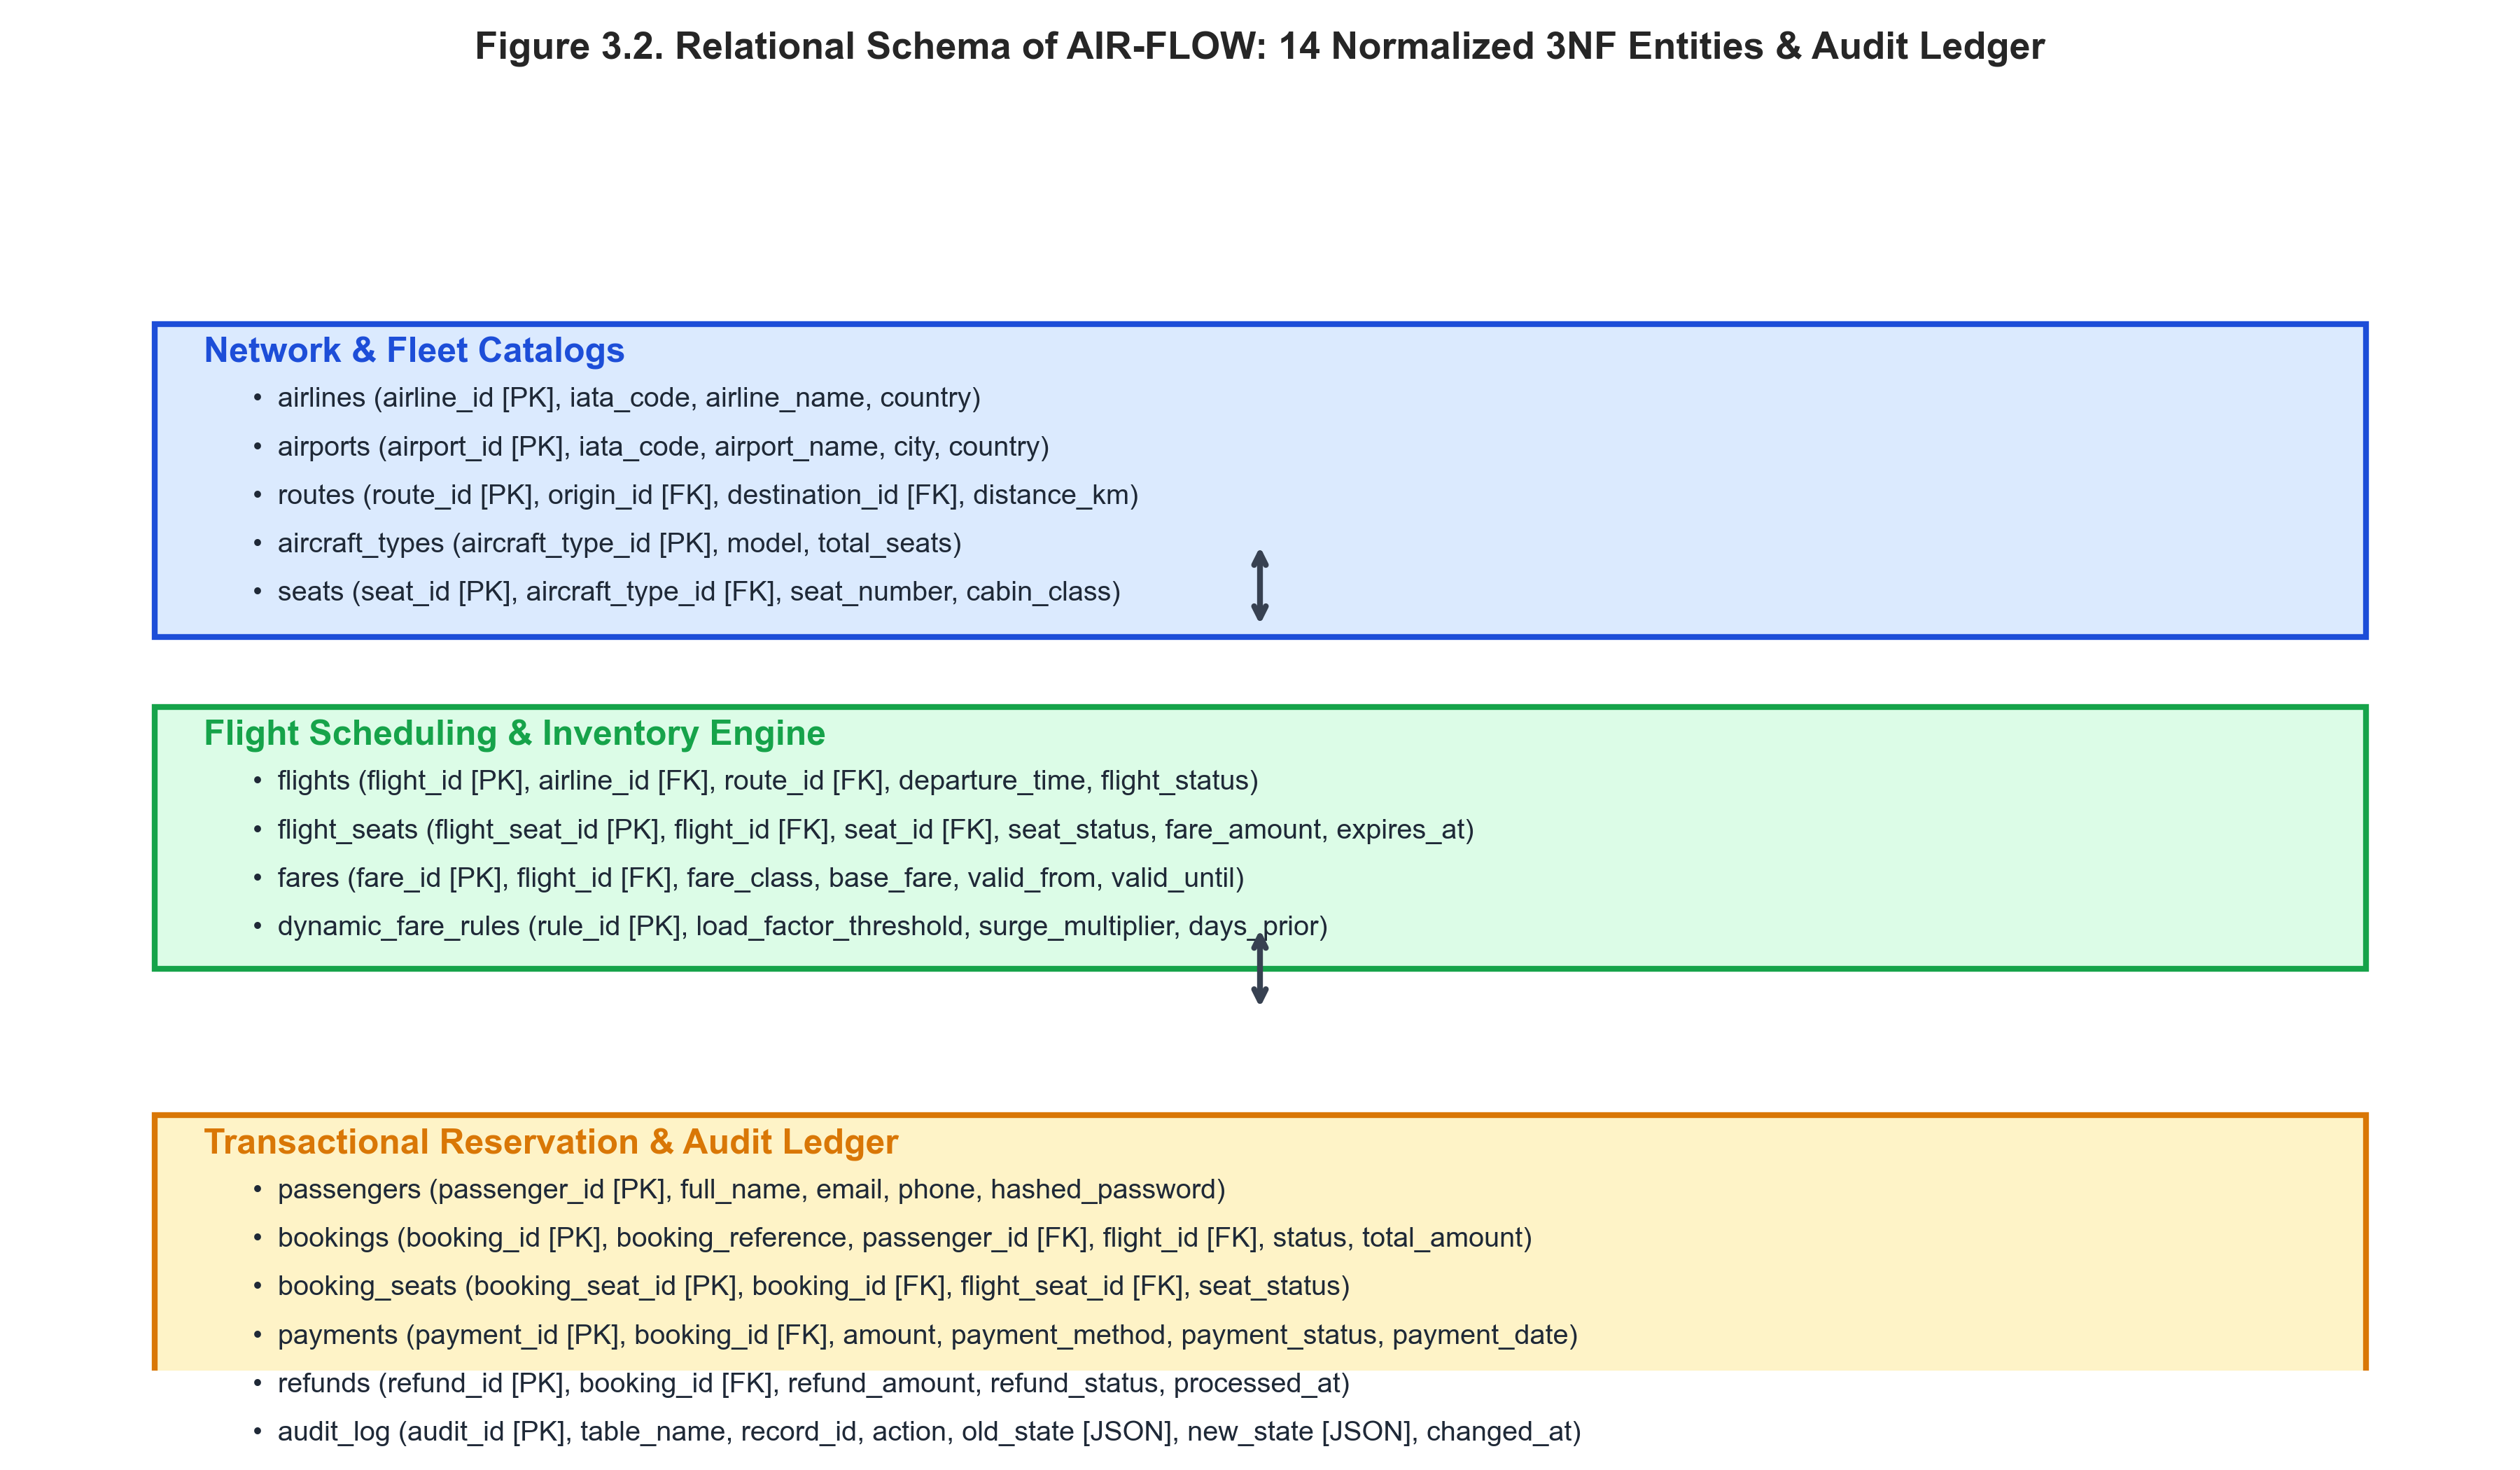 Figure 3.2. Relational Schema of AIR-FLOW: 14 Normalized 3NF Entities & Audit Ledger
Network & Fleet Catalogs
• airlines (airline_id [PK], iata_code, airline_name, country)
• airports (airport_id [PK], iata_code, airport_name, city, country)
• routes (route_id [PK], origin_id [FK], destination_id [FK], distance_km)
• aircraft_types (aircraft_type_id [PK], model, total_seats)
• seats (seat_id [PK], aircraft_type_id [FK], seat_number, cabin_class)
Flight Scheduling & Inventory Engine
• flights (flight_id [PK], airline_id [FK], route_id [FK], departure_time, flight_status)
• flight_seats (flight_seat_id [PK], flight_id [FK], seat_id [FK], seat_status, fare_amount, expires_at)
• fares (fare_id [PK], flight_id [FK], fare_class, base_fare, valid_from, valid_until)
• dynamic_fare_rules (rule_id [PK], load_factor_threshold, surge_multiplier, days_prior)
Transactional Reservation & Audit Ledger
• passengers (passenger_id [PK], full_name, email, phone, hashed_password)
• bookings (booking_id [PK], booking_reference, passenger_id [FK], flight_id [FK], status, total_amount)
• booking_seats (booking_seat_id [PK], booking_id [FK], flight_seat_id [FK], seat_status)
• payments (payment_id [PK], booking_id [FK], amount, payment_method, payment_status, payment_date)
• refunds (refund_id [PK], booking_id [FK], refund_amount, refund_status, processed_at)
• audit_log (audit_id [PK], table_name, record_id, action, old_state [JSON], new_state [JSON], changed_at)